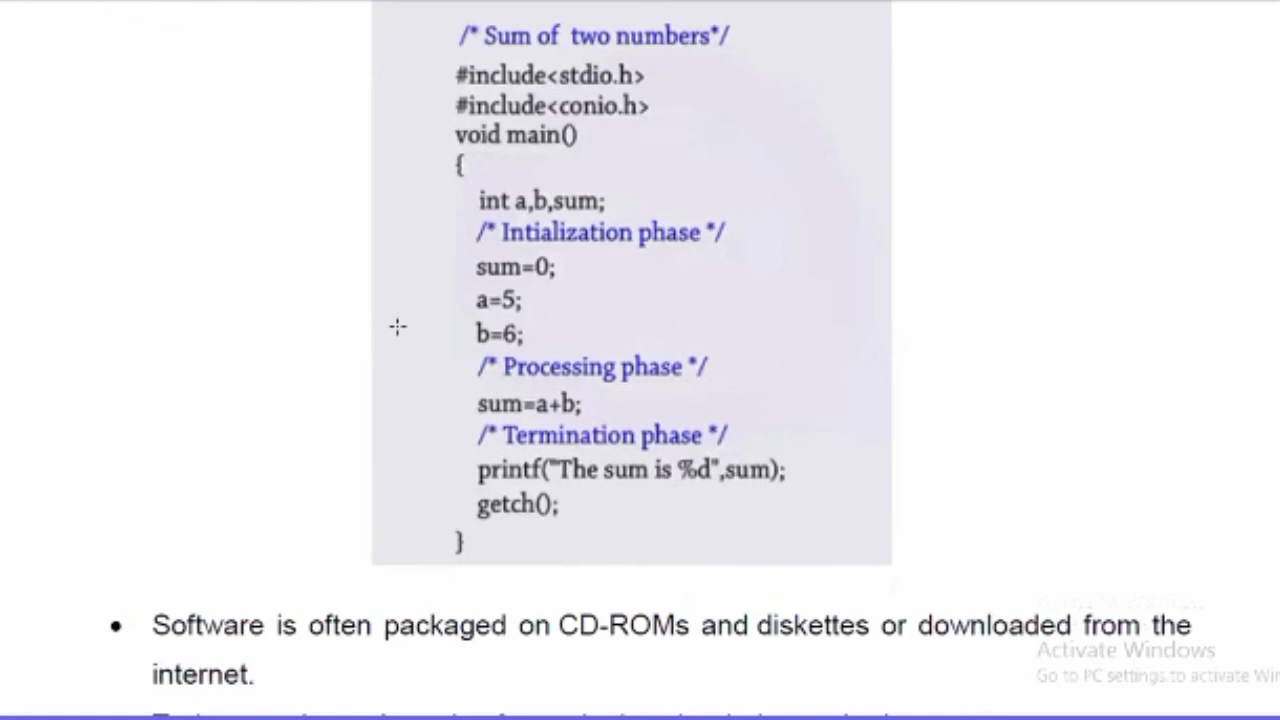 /* Sum of two numbers*/
#include<stdio.h>
#include<conio.h>
void main()
{
int a,b,sum;
/* Intialization phase */
sum=0;
a=5;
b=6;
/* Processing phase */
sum=a+b;
/* Termination phase */
printf("The sum is %d",sum);
getch();
}
• Software is often packaged on CD-ROMs and diskettes or downloaded from the
internet.
Activate Windows
Go to PC settings to activate Win